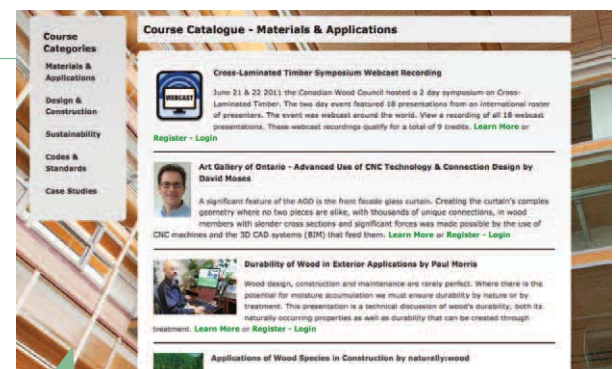 Course
Categories
Materials &
Applications
Design &
Construction
Sustainability
Codes &
Standards
Case Studies
Course Catalogue - Materials & Applications
WEBCAST
Cross-Laminated Timber Symposium Webcast Recording
June 21 & 22 2011 the Canadian Wood Council hosted a 2 day symposium on Cross-
Laminated Timber. The two day event featured 18 presentations from an international roster
of presenters. The event was webcast around the world. View a recording of all 18 webcast
presentations. These webcast recordings qualify for a total of 9 credits. Learn More or
Register - Login
Art Gallery of Ontario - Advanced Use of CNC Technology & Connection Design by
David Moses
A significant feature of the AGO is the front facade glass curtain. Creating the curtain's complex
geometry where no two pieces are alike, with thousands of unique connections, in wood
members with slender cross sections and significant forces was made possible by the use of
CNC machines and the 3D CAD systems (BIM) that feed them. Learn More or Register - Login
Durability of Wood in Exterior Applications by Paul Morris
Wood design, construction and maintenance are rarely perfect. Where there is the
potential for moisture accumulation we must ensure durability by nature or by
treatment. This presentation is a technical discussion of wood's durability, both its
naturally occurring properties as well as durability that can be created through
treatment. Learn More or Register - Login
Applications of Wood Species in Construction by naturally:wood